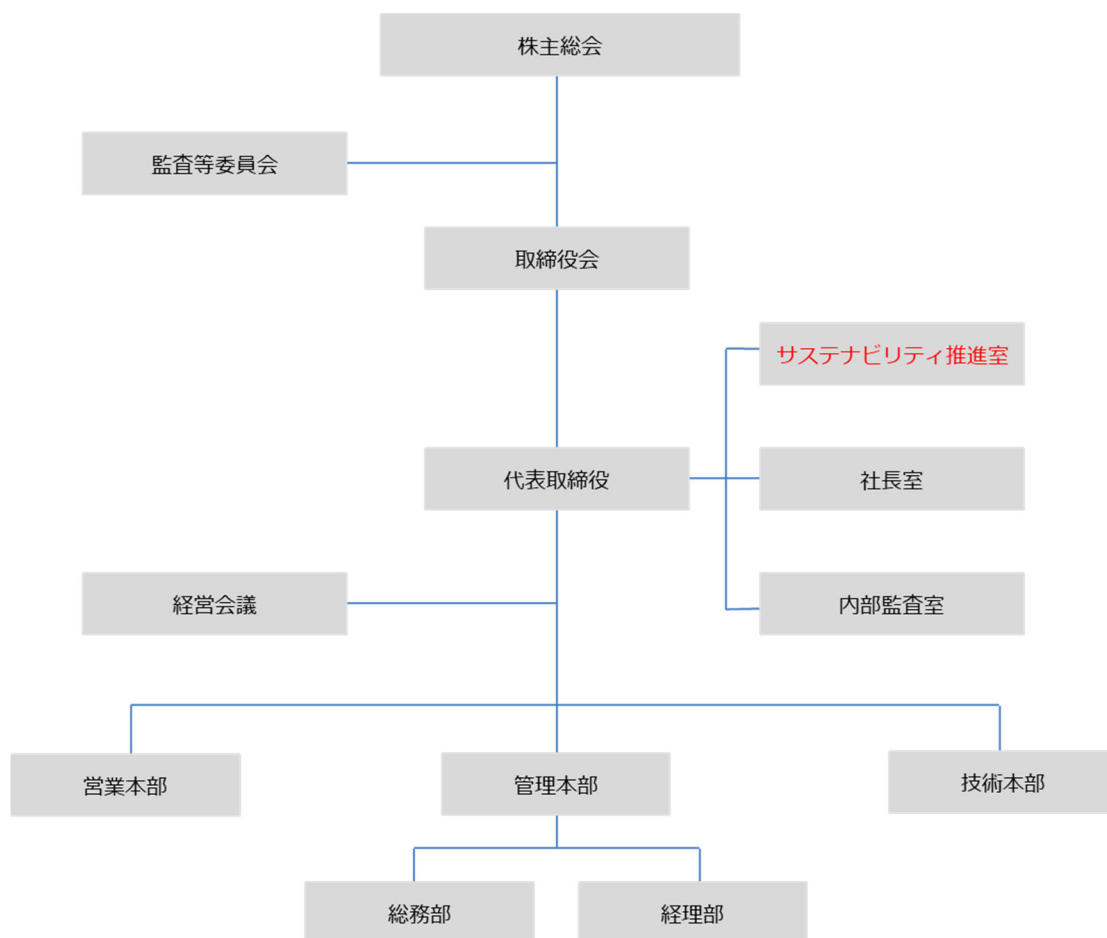 株主総会
監査等委員会
取締役会
サステナビリティ推進室
代表取締役
社長室
経営会議
内部監査室
営業本部
管理本部
技術本部
総務部
経理部